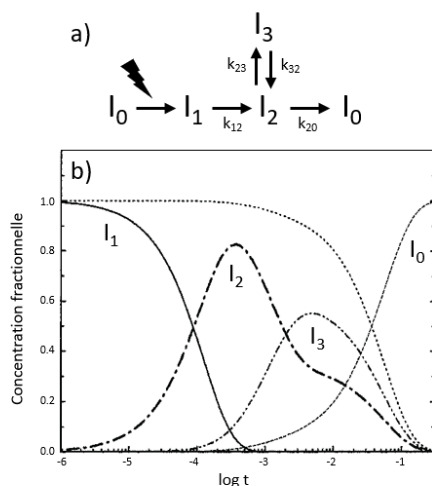 a)
I₃
k₂₃ k₃₂
I₀ I₁ I₂ I₀
k₁₂ k₂₀
b)
Concentration fractionnelle
1.0
0.8
0.6
0.4
0.2
0.0
I₁
I₂
I₃
I₀
-6 -5 -4 -3 -2 -1
log t